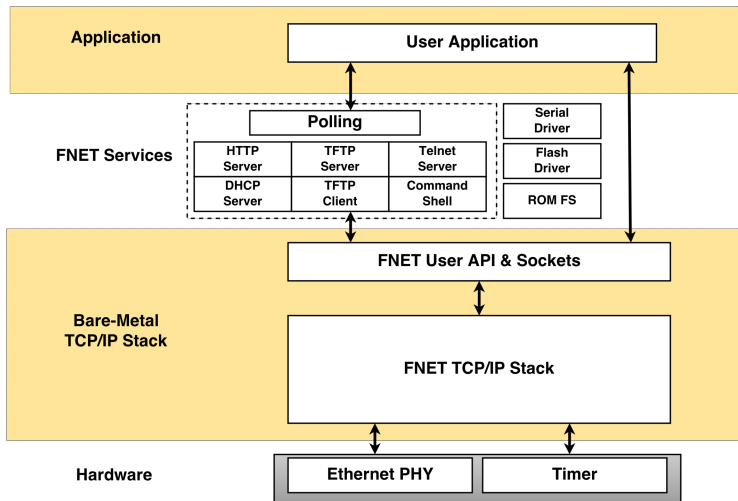 Application
User Application
FNET Services
Polling
HTTP
Server
TFTP
Server
Telnet
Server
DHCP
Server
TFTP
Client
Command
Shell
Serial
Driver
Flash
Driver
ROM FS
Bare-Metal
TCP/IP Stack
FNET User API & Sockets
FNET TCP/IP Stack
Hardware
Ethernet PHY
Timer